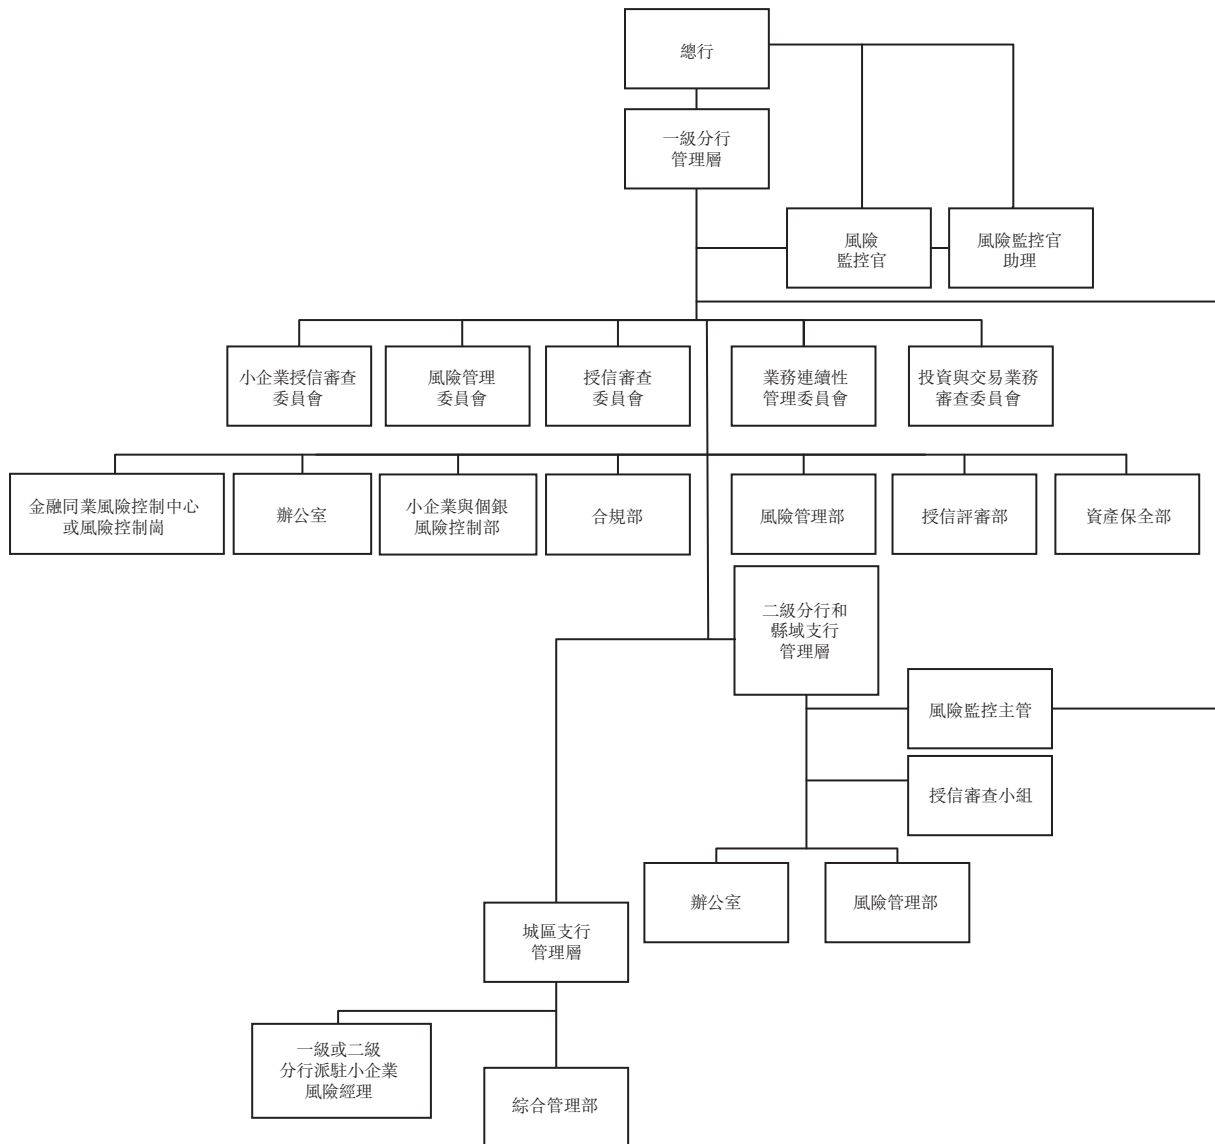 總行
一級分行
管理層
風險
監控官
風險監控官
助理
小企業授信審查
委員會
風險管理
委員會
授信審查
委員會
業務連續性
管理委員會
投資與交易業務
審查委員會
金融同業風險控制中心
或風險控制崗
辦公室
小企業與個銀
風險控制部
合規部
風險管理部
授信評審部
資產保全部
二級分行和
縣域支行
管理層
風險監控主管
授信審查小組
辦公室
風險管理部
城區支行
管理層
一級或二級
分行派駐小企業
風險經理
綜合管理部